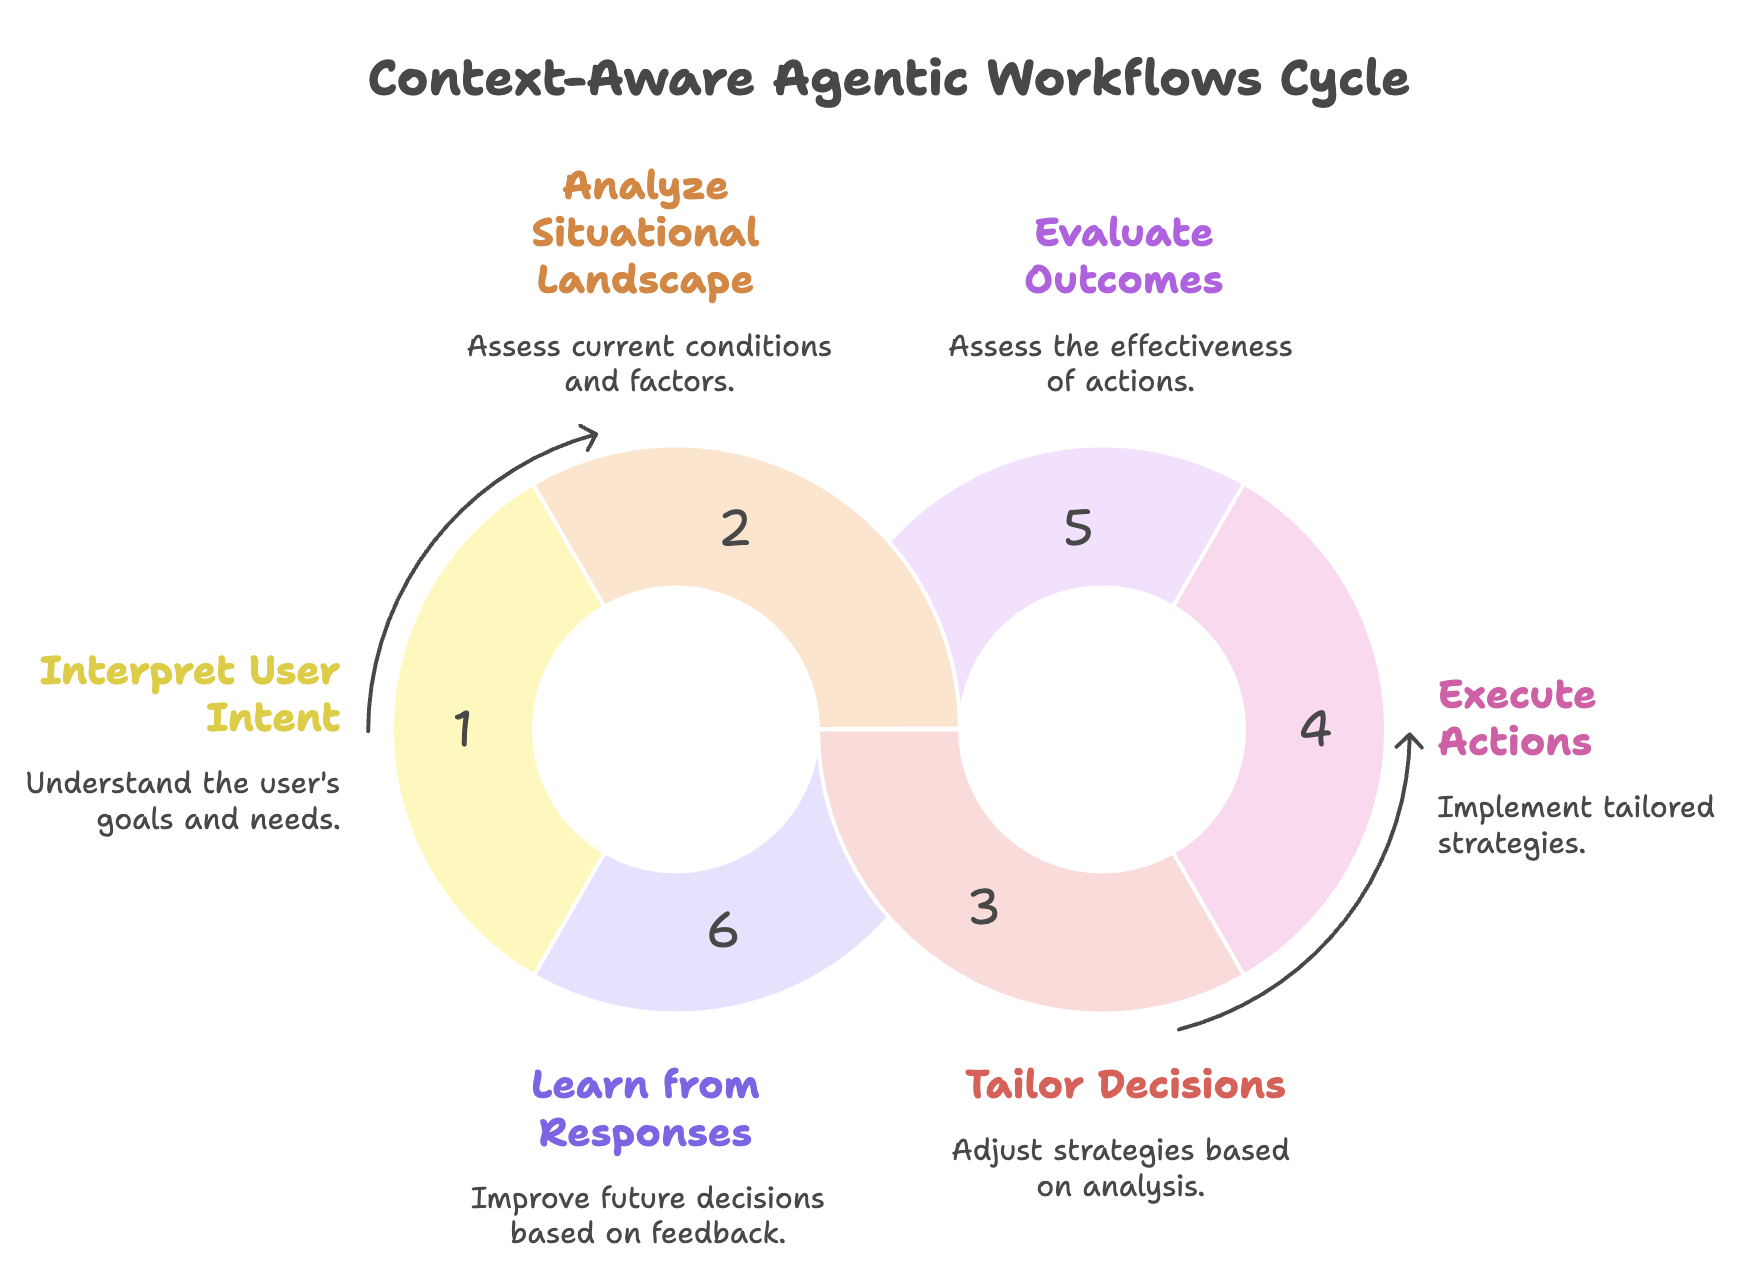 Context-Aware Agentic Workflows Cycle
Analyze
Situational
Landscape
Assess current conditions
and factors.
Evaluate
Outcomes
Assess the effectiveness
of actions.
2
5
Interpret User
Intent
Understand the user's
goals and needs.
1
4
Execute
Actions
Implement tailored
strategies.
6
3
Learn from
Responses
Improve future decisions
based on feedback.
Tailor Decisions
Adjust strategies based
on analysis.